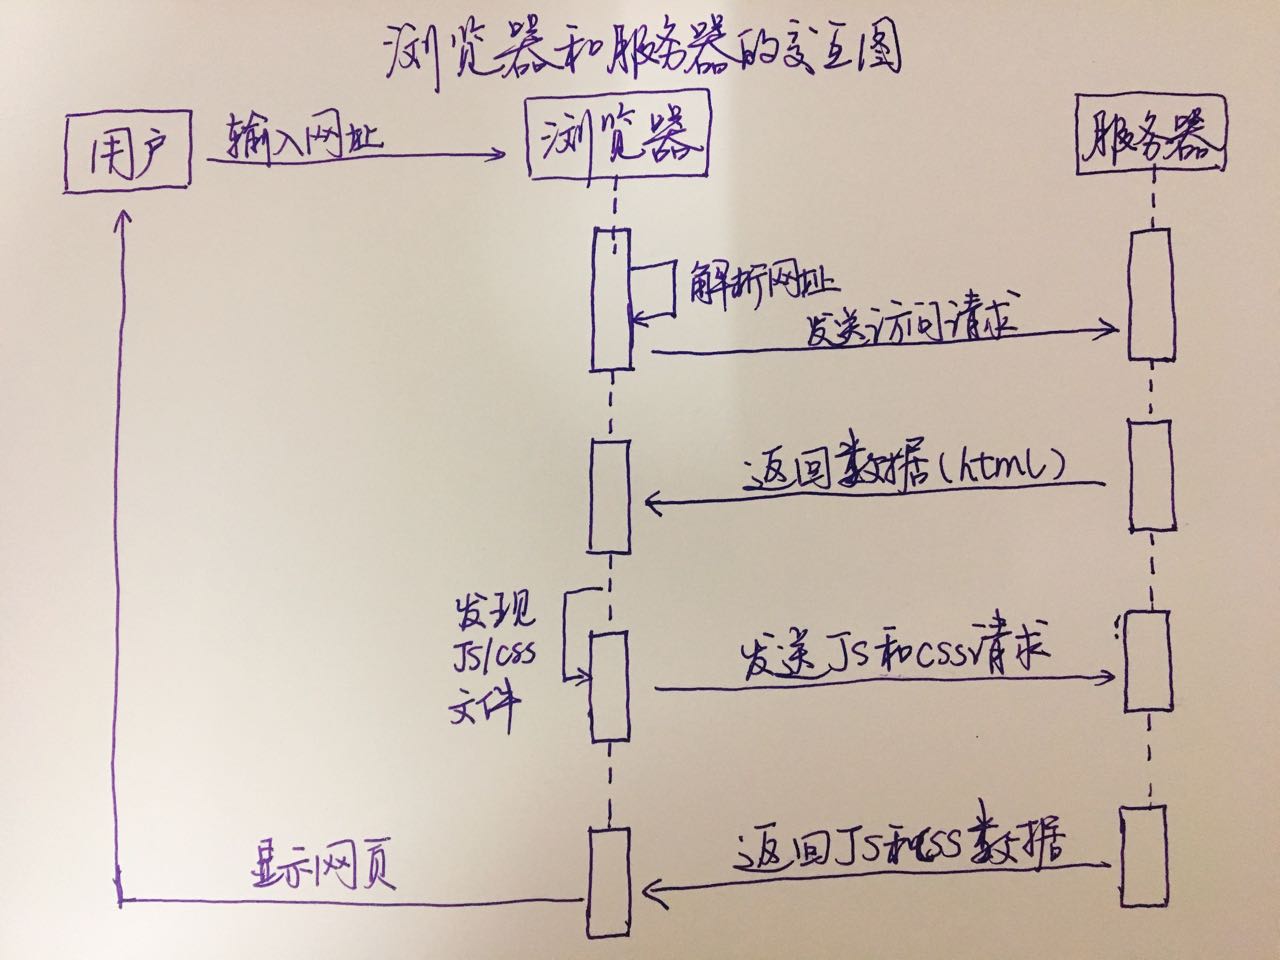 浏览器和服务器的交互图
用户
输入网址
浏览器
服务器
解析网址
发送访问请求
返回数据(html)
发现
JS/CSS
文件
发送JS和CSS请求
返回JS和CSS数据
显示网页